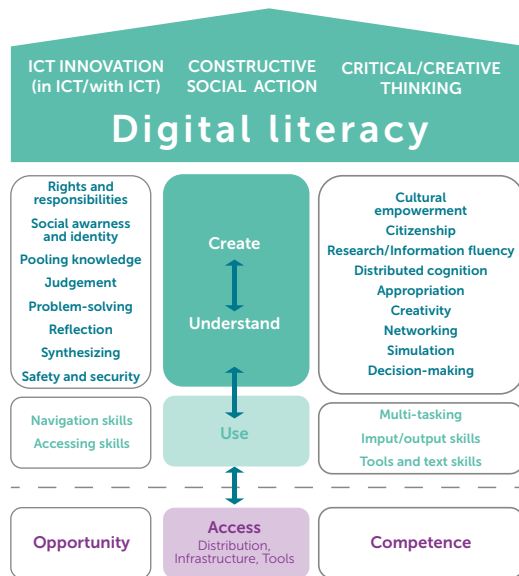 ICT INNOVATION
(in ICT/with ICT)
CONSTRUCTIVE
SOCIAL ACTION
CRITICAL/CREATIVE
THINKING
Digital literacy
Rights and
responsibilities
Social awarness
and identity
Pooling knowledge
Judgement
Problem-solving
Reflection
Synthesizing
Safety and security
Create
Understand
Cultural
empowerment
Citizenship
Research/Information fluency
Distributed cognition
Appropriation
Creativity
Networking
Simulation
Decision-making
Navigation skills
Accessing skills
Use
Multi-tasking
Imput/output skills
Tools and text skills
Opportunity
Access
Distribution,
Infrastructure, Tools
Competence